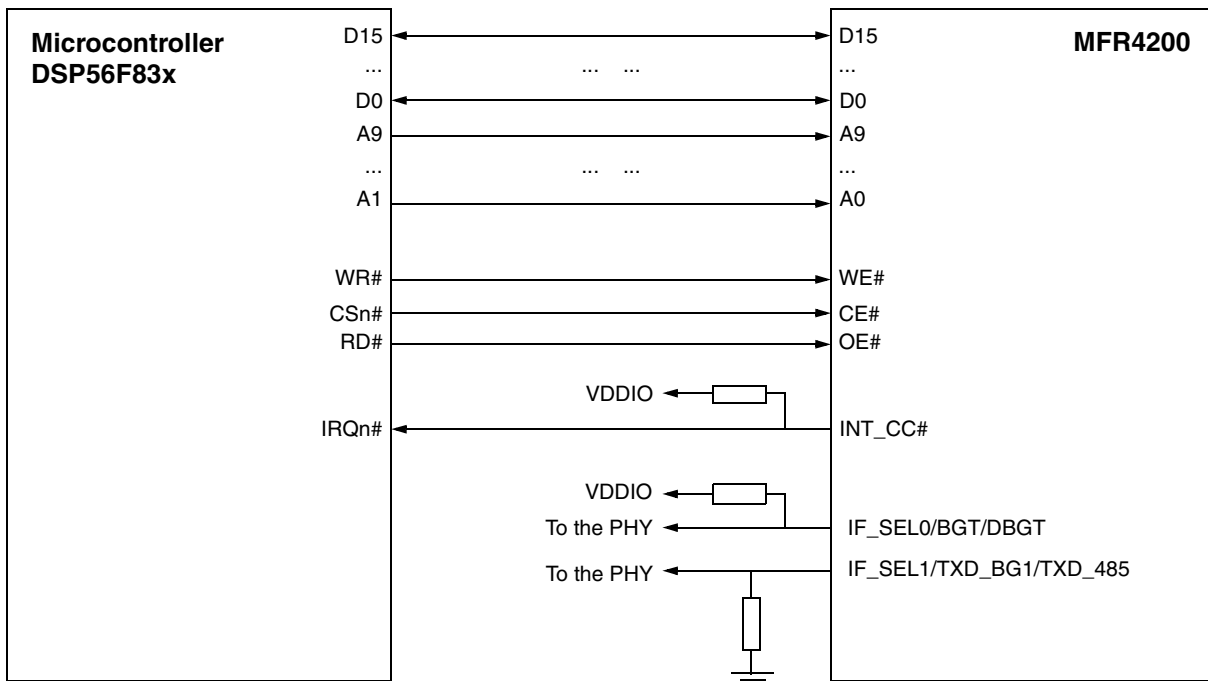 Microcontroller
DSP56F83x
MFR4200
D15 D15
... ... ... ...
D0 D0
A9 A9
... ... ... ...
A1 A0
WR# WE#
CSn# CE#
RD# OE#
VDDIO
IRQn# INT_CC#
VDDIO
To the PHY IF_SEL0/BGT/DBGT
To the PHY IF_SEL1/TXD_BG1/TXD_485